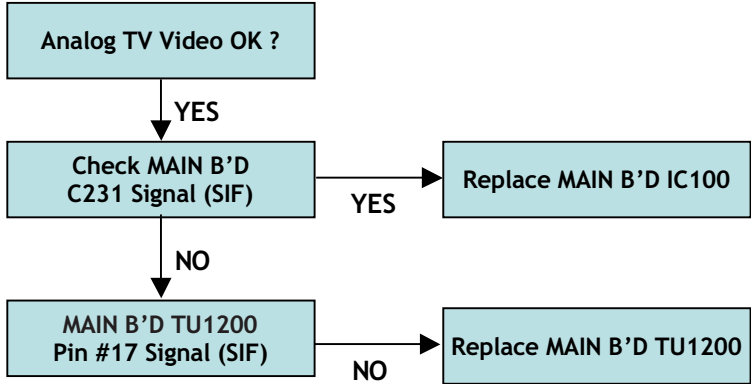 Analog TV Video OK ?
YES
Check MAIN B’D
C231 Signal (SIF)
YES
Replace MAIN B’D IC100
NO
MAIN B’D TU1200
Pin #17 Signal (SIF)
NO
Replace MAIN B’D TU1200